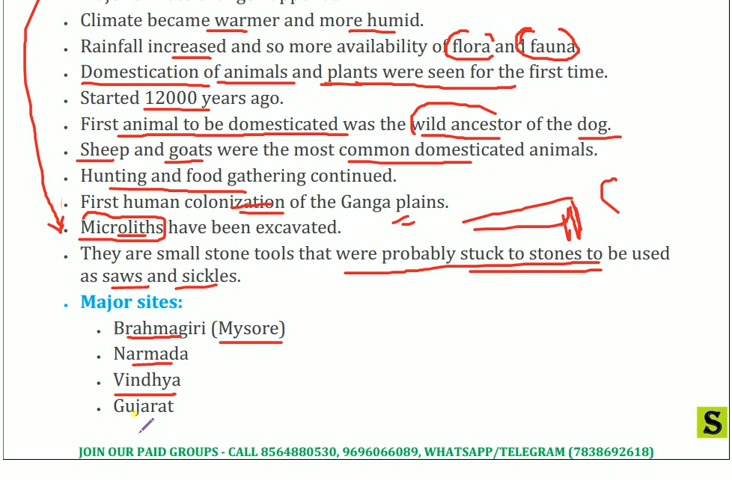 Climate became warmer and more humid.
Rainfall increased and so more availability of flora and fauna
Domestication of animals and plants were seen for the first time.
Started 12000 years ago.
First animal to be domesticated was the wild ancestor of the dog.
Sheep and goats were the most common domesticated animals.
Hunting and food gathering continued.
First human colonization of the Ganga plains.
Microliths have been excavated.
They are small stone tools that were probably stuck to stones to be used
as saws and sickles.
Major sites:
Brahmagiri (Mysore)
Narmada
Vindhya
Gujarat
S
JOIN OUR PAID GROUPS - CALL 8564880530, 9696066089, WHATSAPP/TELEGRAM (7838692618)